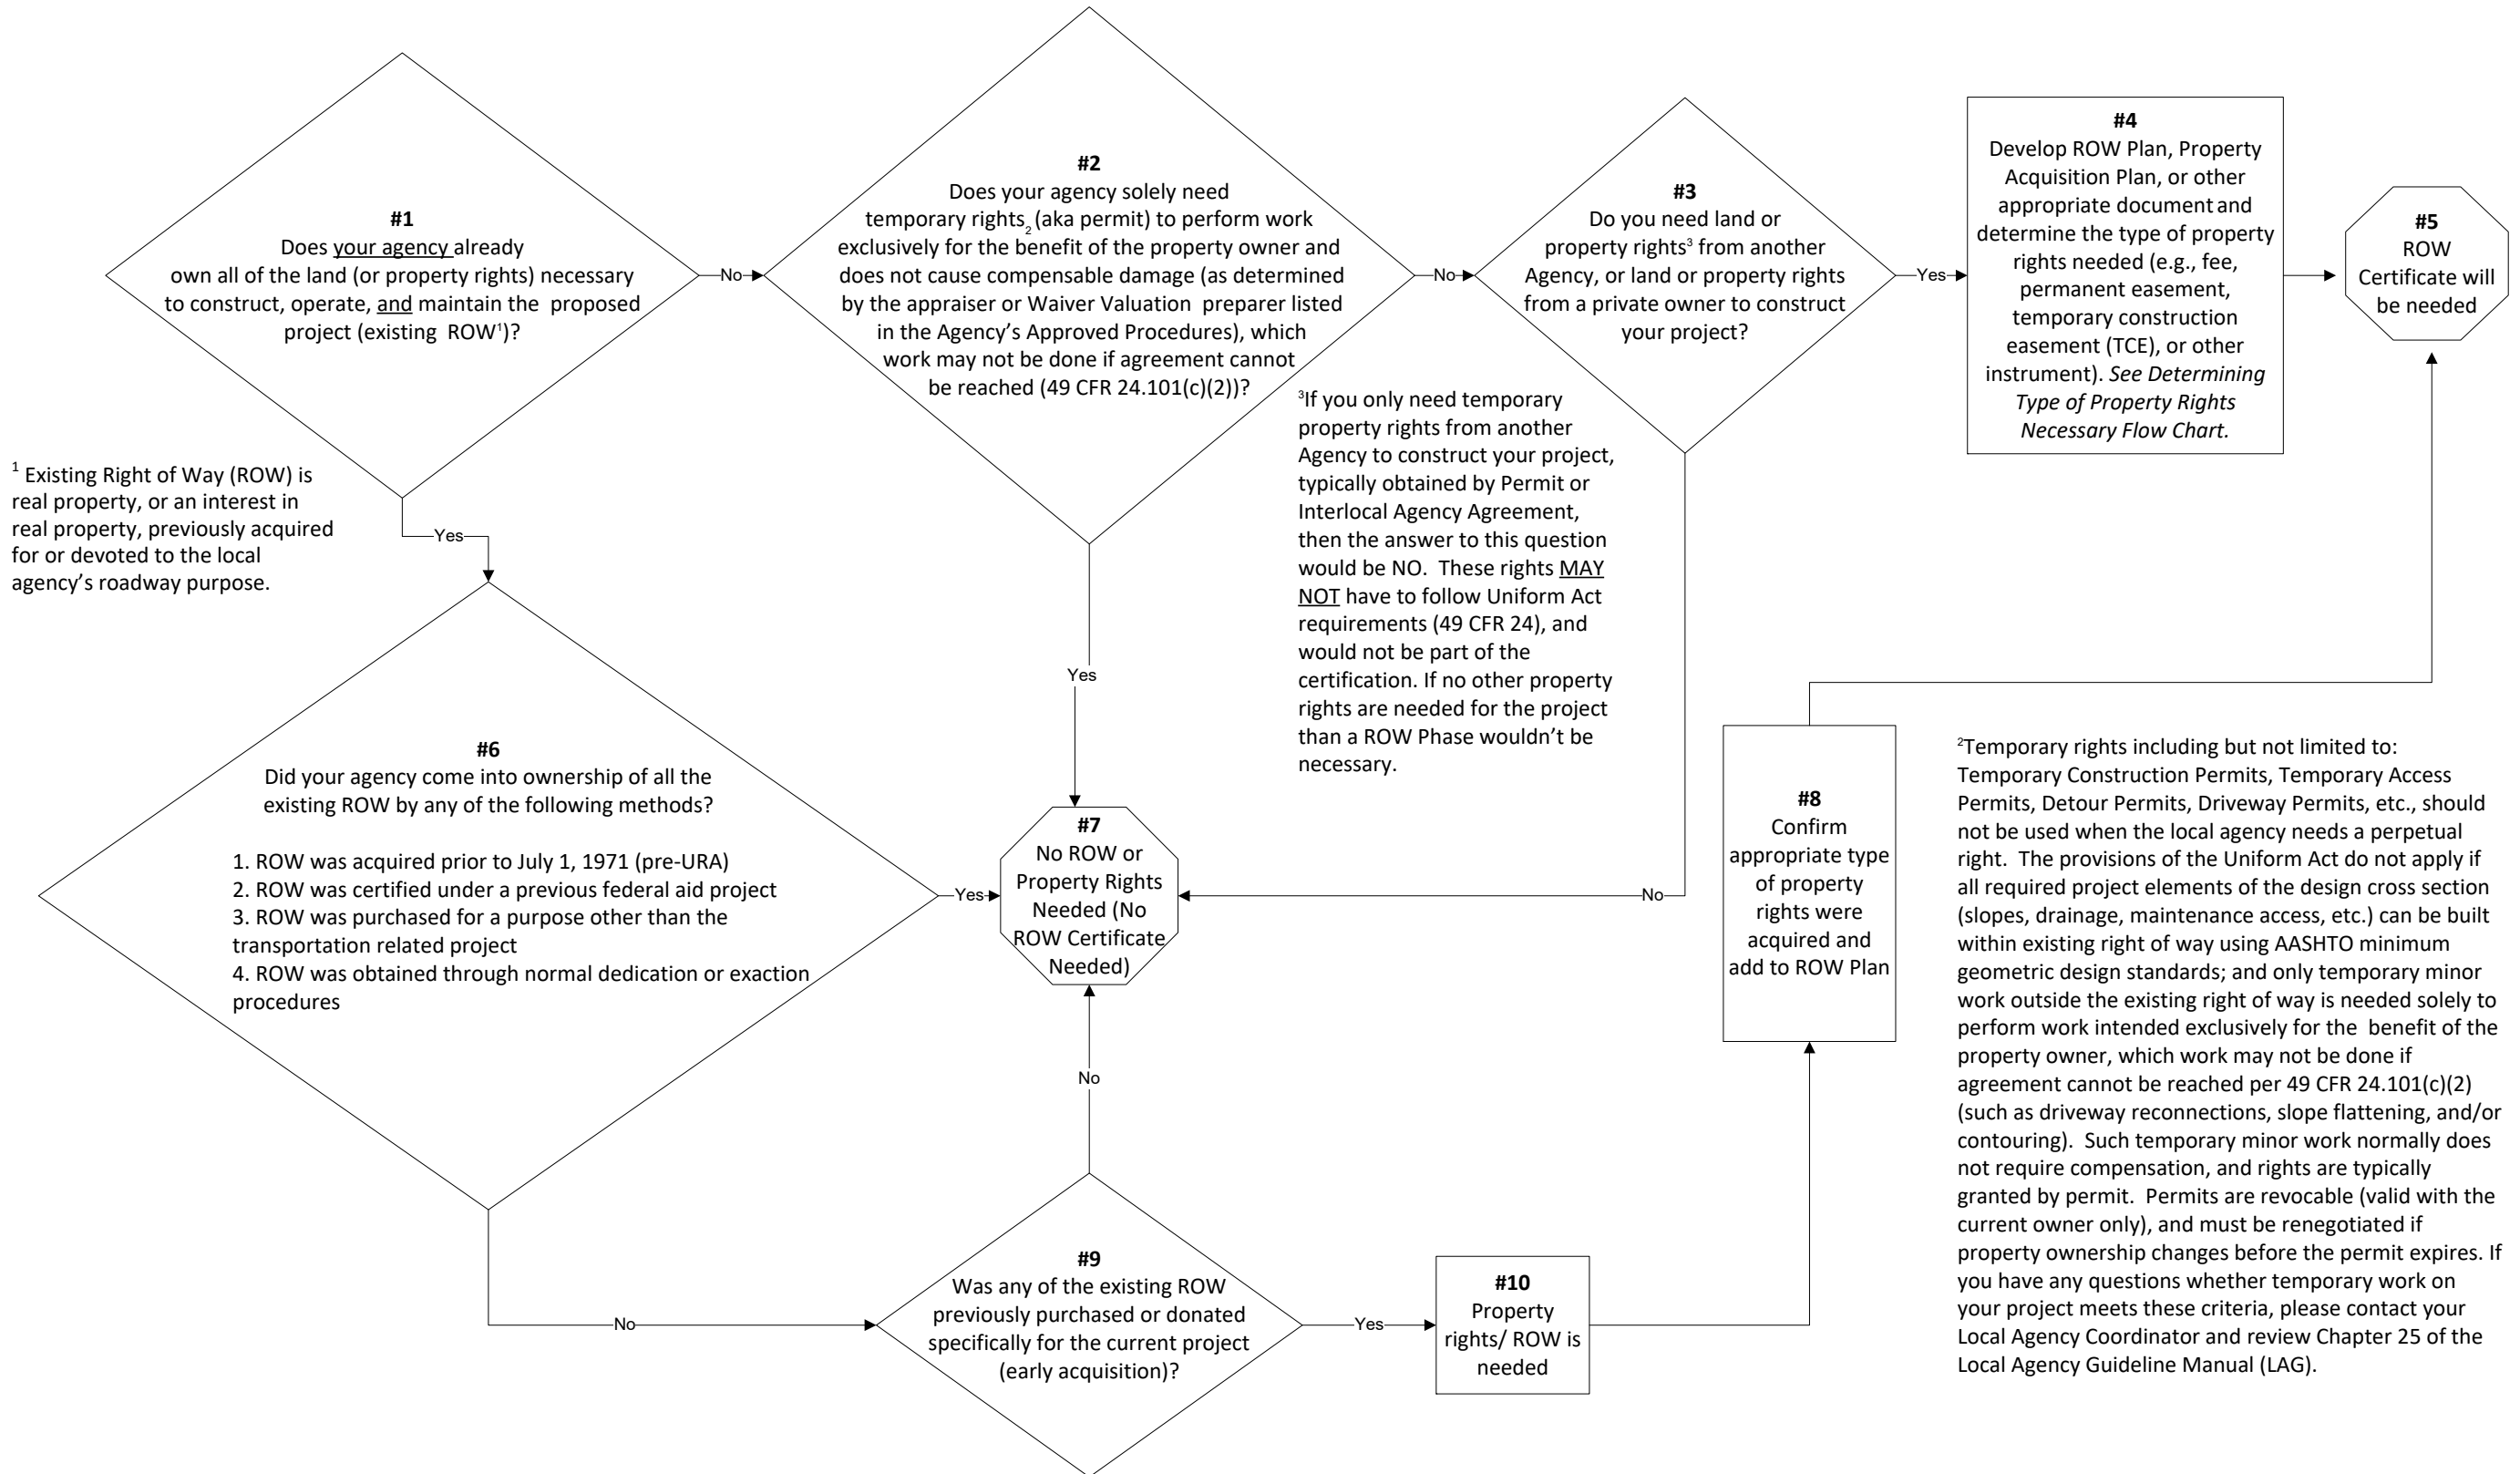 #1
Does your agency already
own all of the land (or property rights) necessary
to construct, operate, and maintain the proposed
project (existing ROW¹)?
No
#2
Does your agency solely need
temporary rights₂ (aka permit) to perform work
exclusively for the benefit of the property owner and
does not cause compensable damage (as determined
by the appraiser or Waiver Valuation preparer listed
in the Agency’s Approved Procedures), which
work may not be done if agreement cannot
be reached (49 CFR 24.101(c)(2))?
No
#3
Do you need land or
property rights³ from another
Agency, or land or property rights
from a private owner to construct
your project?
Yes
#4
Develop ROW Plan, Property
Acquisition Plan, or other
appropriate document and
determine the type of property
rights needed (e.g., fee,
permanent easement,
temporary construction
easement (TCE), or other
instrument). See Determining
Type of Property Rights
Necessary Flow Chart.
#5
ROW
Certificate will
be needed
¹ Existing Right of Way (ROW) is
real property, or an interest in
real property, previously acquired
for or devoted to the local
agency’s roadway purpose.
Yes
³If you only need temporary
property rights from another
Agency to construct your project,
typically obtained by Permit or
Interlocal Agency Agreement,
then the answer to this question
would be NO. These rights MAY
NOT have to follow Uniform Act
requirements (49 CFR 24), and
would not be part of the
certification. If no other property
rights are needed for the project
than a ROW Phase wouldn’t be
necessary.
Yes
#6
Did your agency come into ownership of all the
existing ROW by any of the following methods?
1. ROW was acquired prior to July 1, 1971 (pre-URA)
2. ROW was certified under a previous federal aid project
3. ROW was purchased for a purpose other than the
transportation related project
4. ROW was obtained through normal dedication or exaction
procedures
Yes
#7
No ROW or
Property Rights
Needed (No
ROW Certificate
Needed)
No
#8
Confirm
appropriate type
of property
rights were
acquired and
add to ROW Plan
²Temporary rights including but not limited to:
Temporary Construction Permits, Temporary Access
Permits, Detour Permits, Driveway Permits, etc., should
not be used when the local agency needs a perpetual
right. The provisions of the Uniform Act do not apply if
all required project elements of the design cross section
(slopes, drainage, maintenance access, etc.) can be built
within existing right of way using AASHTO minimum
geometric design standards; and only temporary minor
work outside the existing right of way is needed solely to
perform work intended exclusively for the benefit of the
property owner, which work may not be done if
agreement cannot be reached per 49 CFR 24.101(c)(2)
(such as driveway reconnections, slope flattening, and/or
contouring). Such temporary minor work normally does
not require compensation, and rights are typically
granted by permit. Permits are revocable (valid with the
current owner only), and must be renegotiated if
property ownership changes before the permit expires. If
you have any questions whether temporary work on
your project meets these criteria, please contact your
Local Agency Coordinator and review Chapter 25 of the
Local Agency Guideline Manual (LAG).
No
No
#9
Was any of the existing ROW
previously purchased or donated
specifically for the current project
(early acquisition)?
Yes
#10
Property
rights/ ROW is
needed